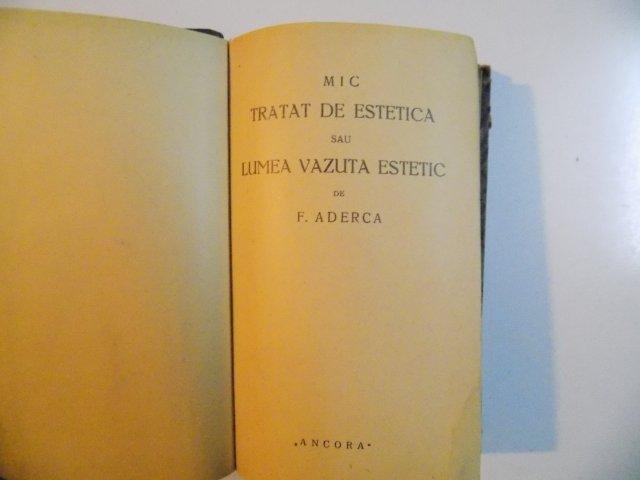 MIC
TRATAT DE ESTETICA
SAU
LUMEA VAZUTA ESTETIC
DE
F. ADERCA
„ANCORA"